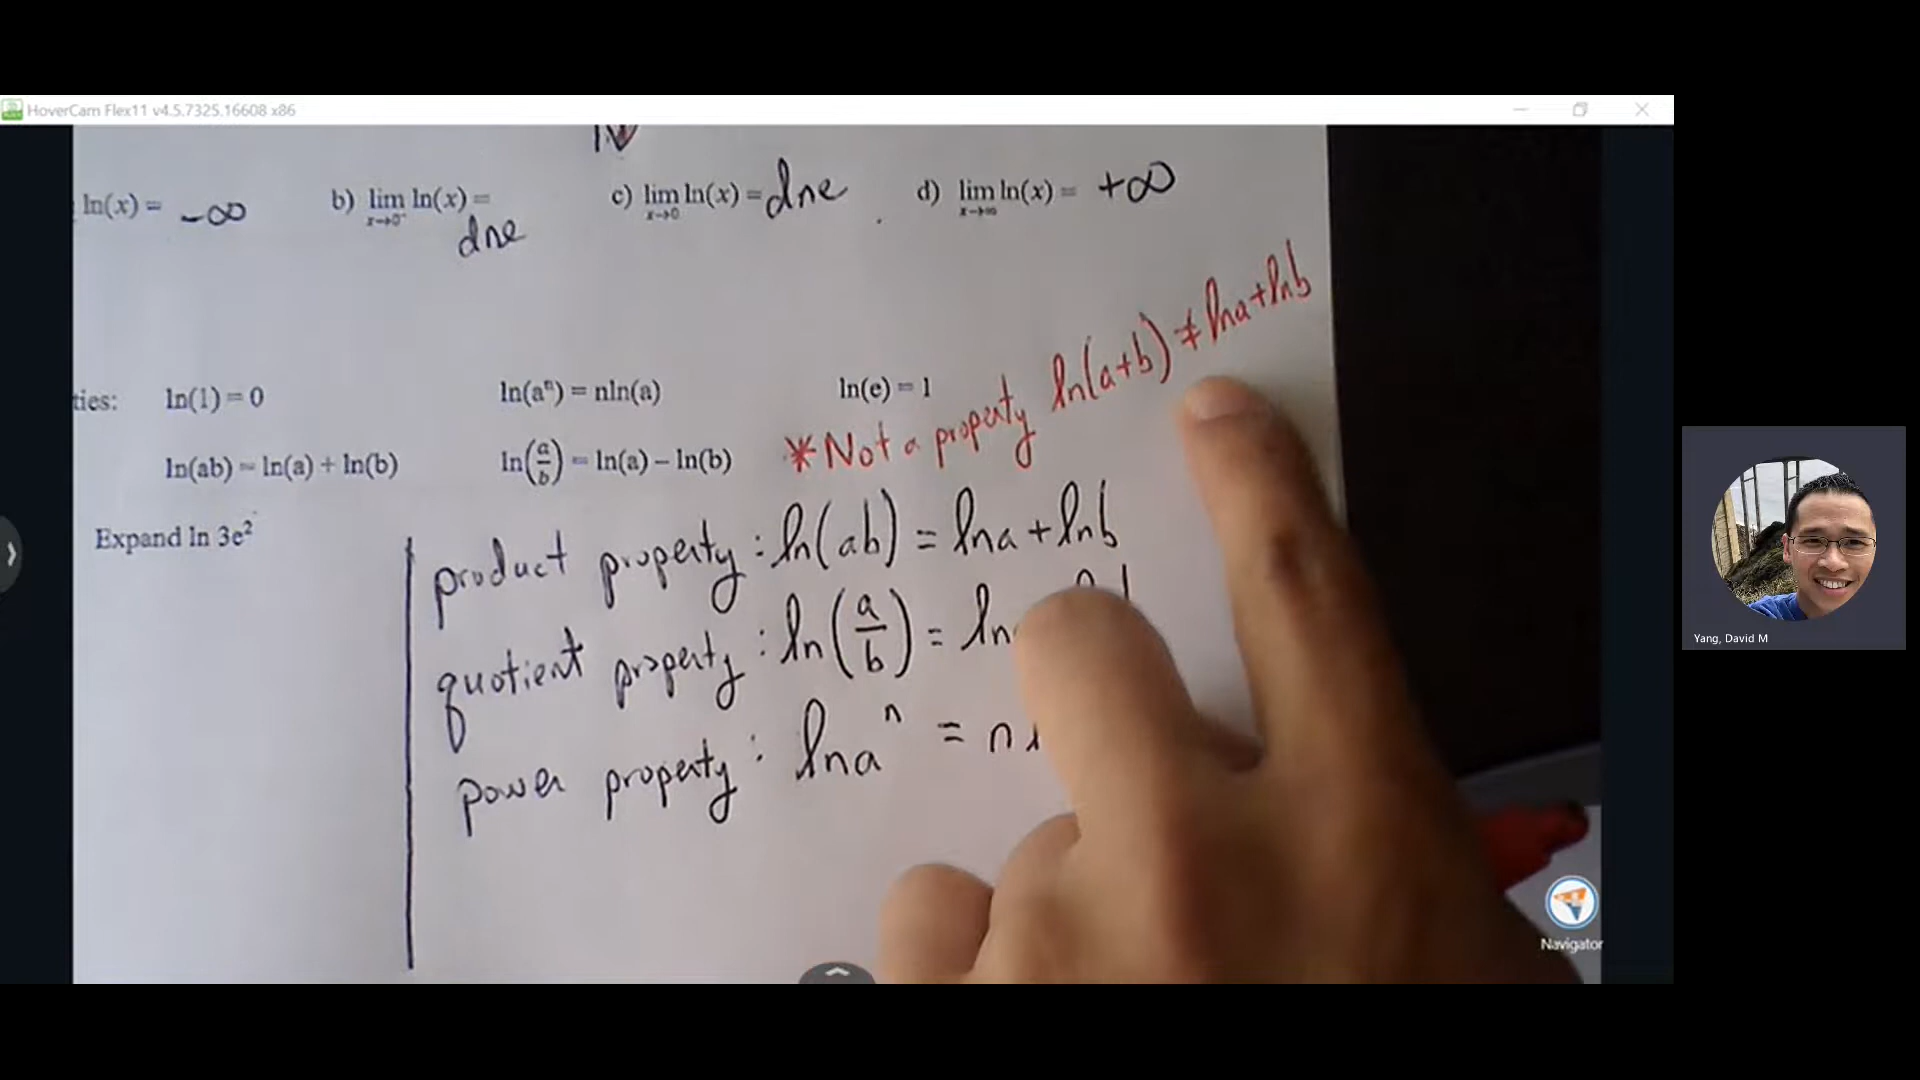 HoverCam Flex11 v4.5.7325.16608 x86
ln(x) = -∞ b) lim x→0⁻ ln(x) = dne c) lim x→0 ln(x) = dne d) lim x→∞ ln(x) = +∞
ties: ln(1) = 0 ln(aⁿ) = nln(a) ln(e) = 1
*Not a property ln(a+b) ≠ lna+lnb
ln(ab) = ln(a) + ln(b) ln(a/b) = ln(a) – ln(b)
Expand ln 3e²
product property : ln(ab) = lna + lnb
quotient property : ln(a/b) = ln
power property : lnaⁿ = n
Navigator
Yang, David M